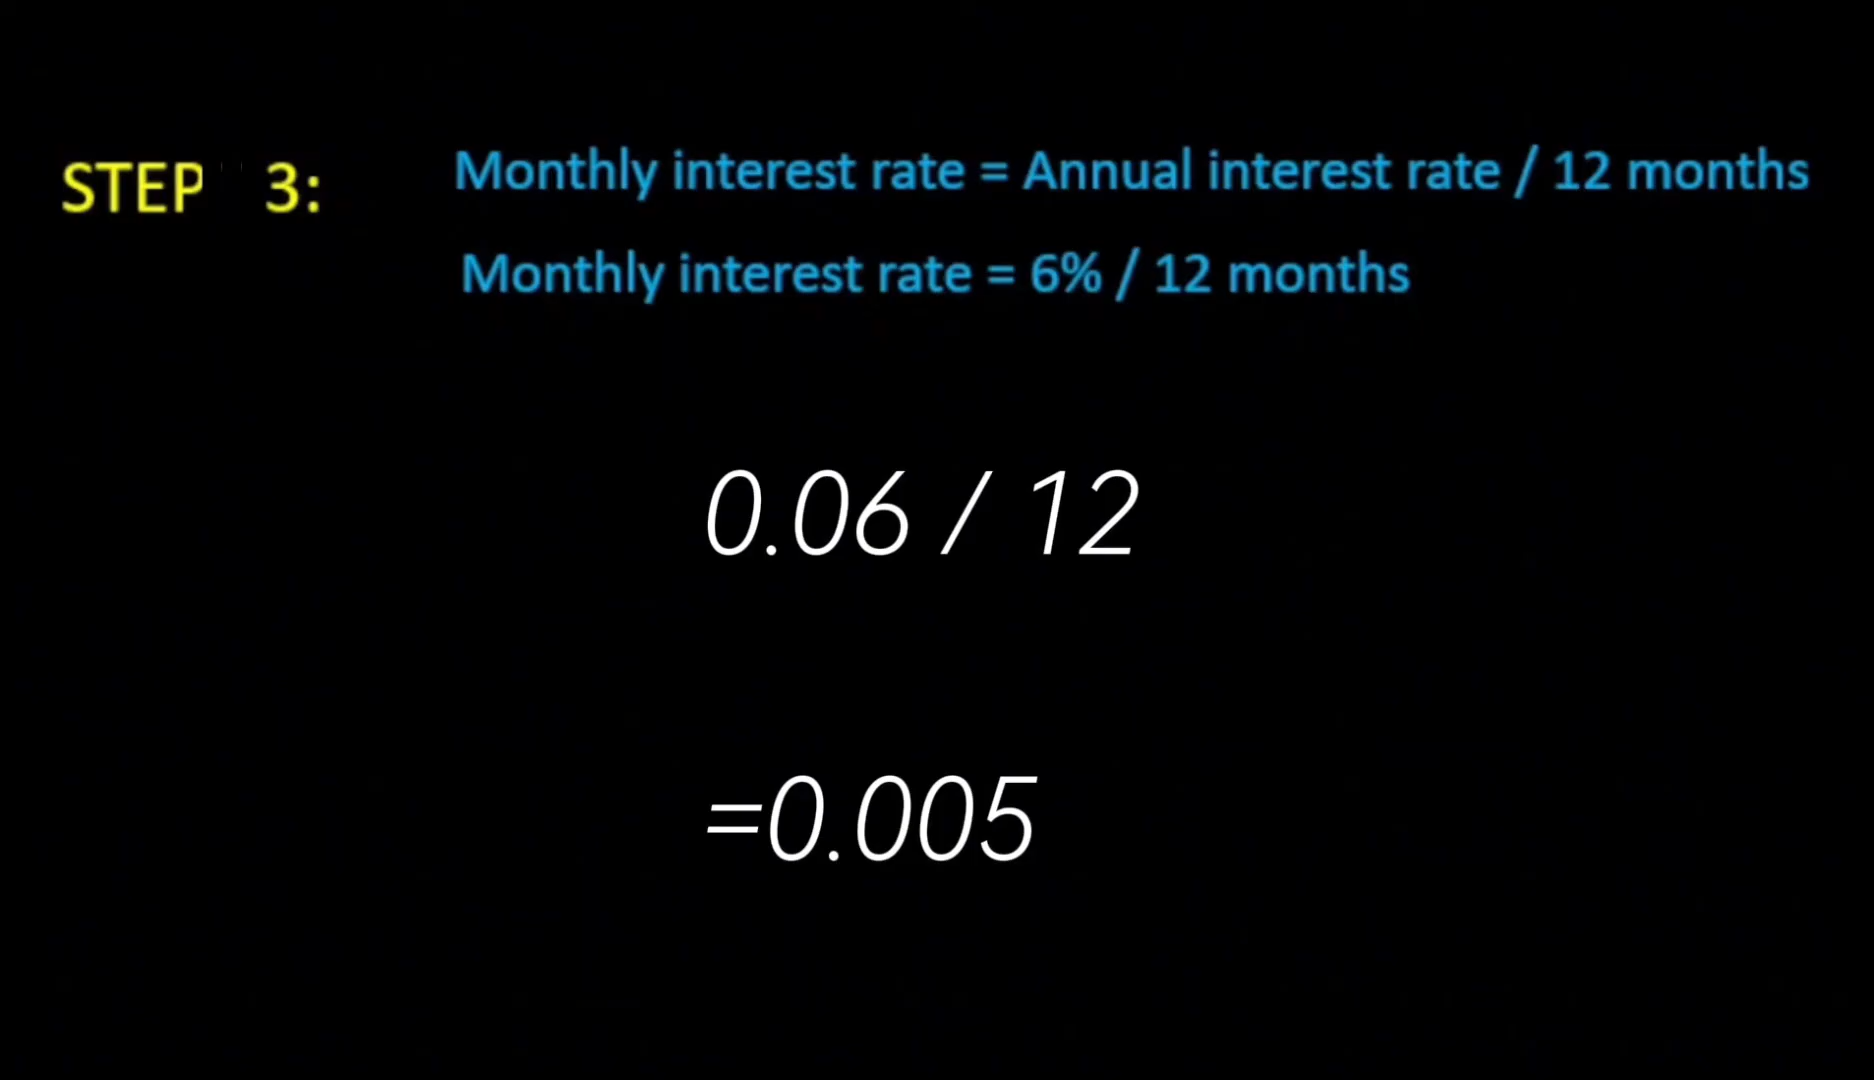 STEP 3:
Monthly interest rate = Annual interest rate / 12 months
Monthly interest rate = 6% / 12 months
0.06 / 12
=0.005